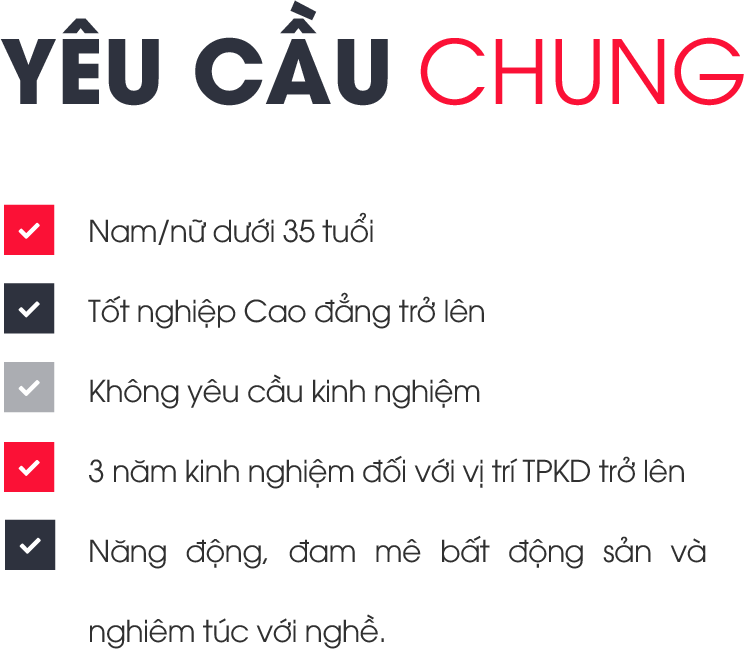 YÊU CẦU CHUNG
Nam/nữ dưới 35 tuổi
Tốt nghiệp Cao đẳng trở lên
Không yêu cầu kinh nghiệm
3 năm kinh nghiệm đối với vị trí TPKD trở lên
Năng động, đam mê bất động sản và
nghiêm túc với nghề.